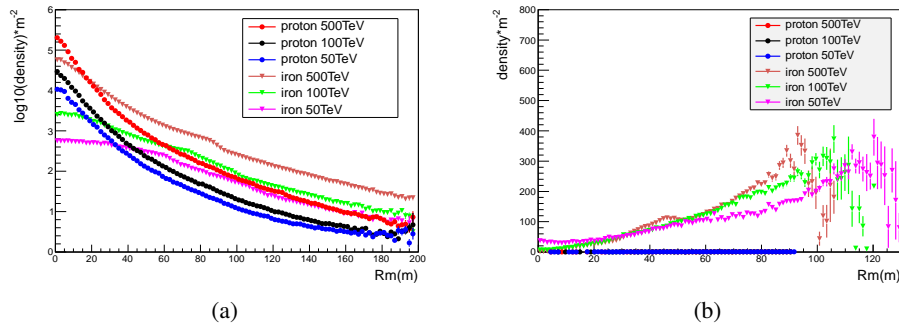 log10(density)*m-2
6
5
4
3
2
1
0
0 20 40 60 80 100 120 140 160 180 200
Rm(m)
proton 500TeV
proton 100TeV
proton 50TeV
iron 500TeV
iron 100TeV
iron 50TeV
(a)
density*m-2
800
700
600
500
400
300
200
100
0
0 20 40 60 80 100 120
Rm(m)
proton 500TeV
proton 100TeV
proton 50TeV
iron 500TeV
iron 100TeV
iron 50TeV
(b)